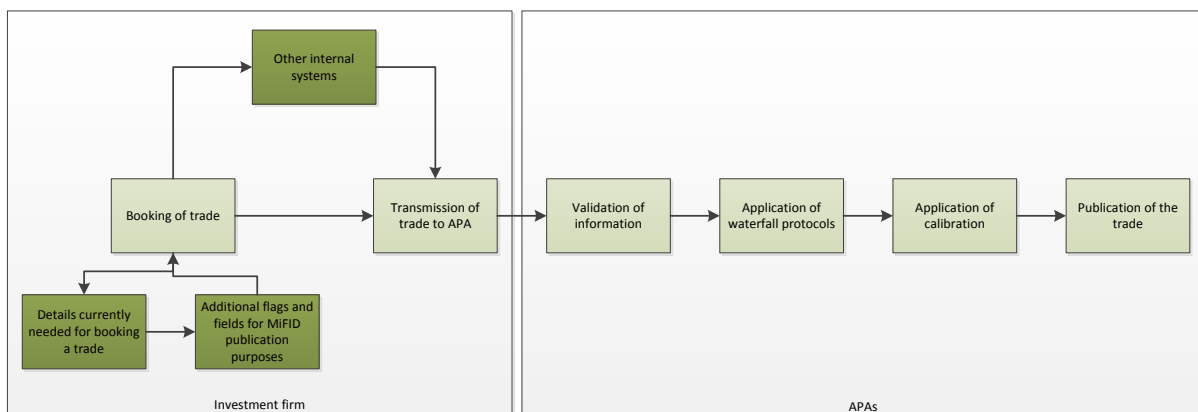 Other internal
systems
Booking of trade
Transmission of
trade to APA
Validation of
information
Application of
waterfall protocols
Application of
calibration
Publication of the
trade
Details currently
needed for booking
a trade
Additional flags and
fields for MiFID
publication
purposes
Investment firm
APAs